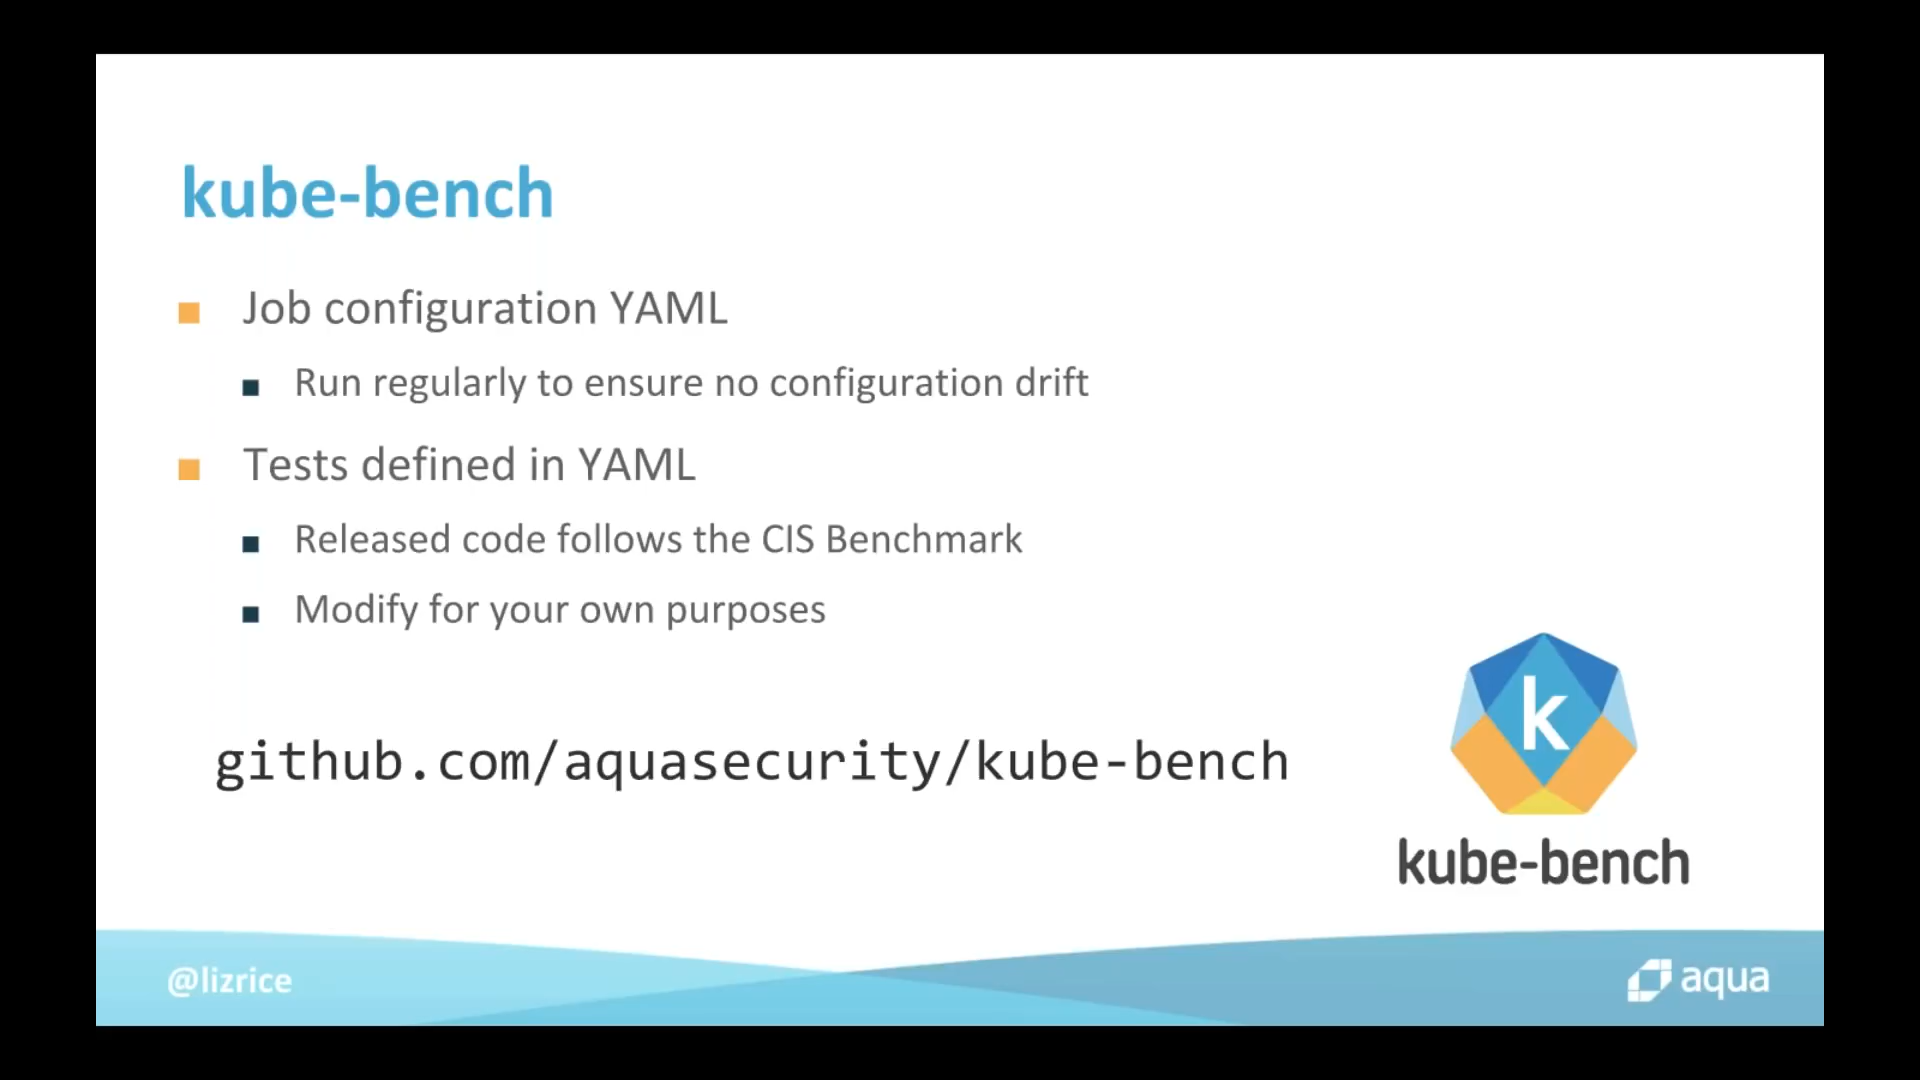 kube-bench
Job configuration YAML
Run regularly to ensure no configuration drift
Tests defined in YAML
Released code follows the CIS Benchmark
Modify for your own purposes
github.com/aquasecurity/kube-bench
k
kube-bench
@lizrice
aqua